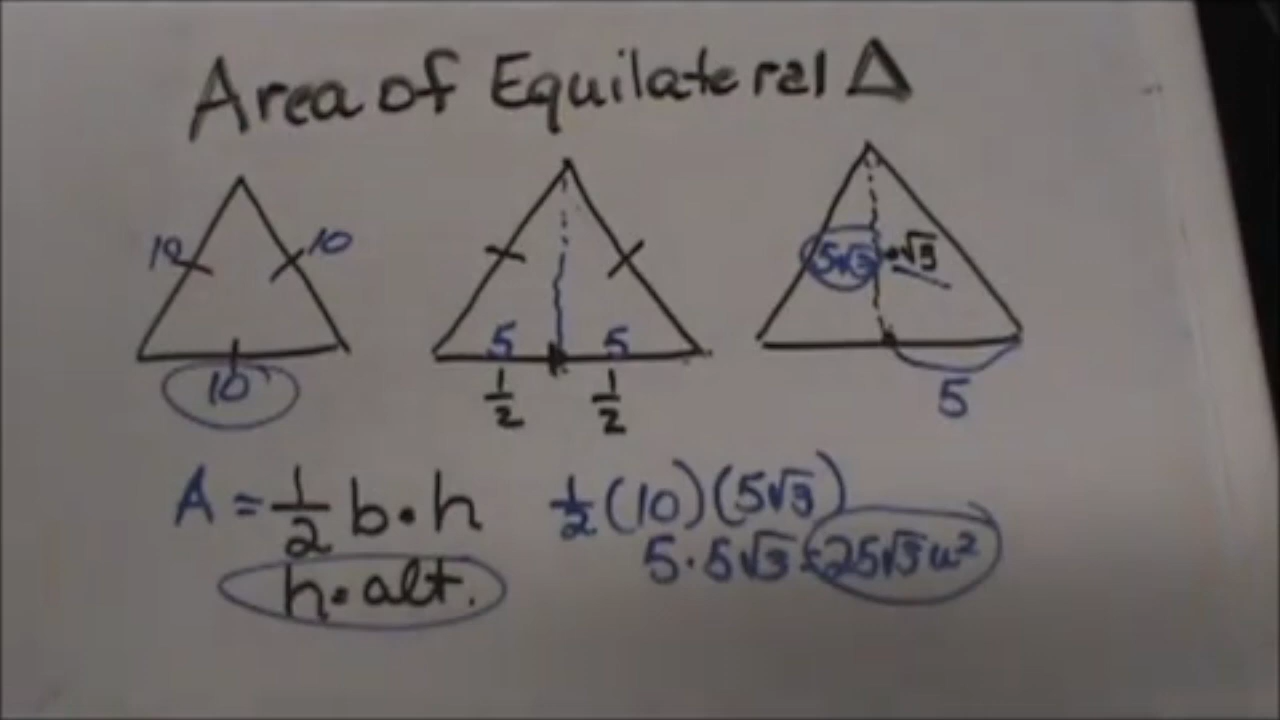 Area of Equilateral Δ
10 10
10
5 5
1/2 1/2
5√3 •√3
5
A = 1/2 b • h
h • alt.
1/2 (10)(5√3)
5 • 5√3 = 25√3 u²